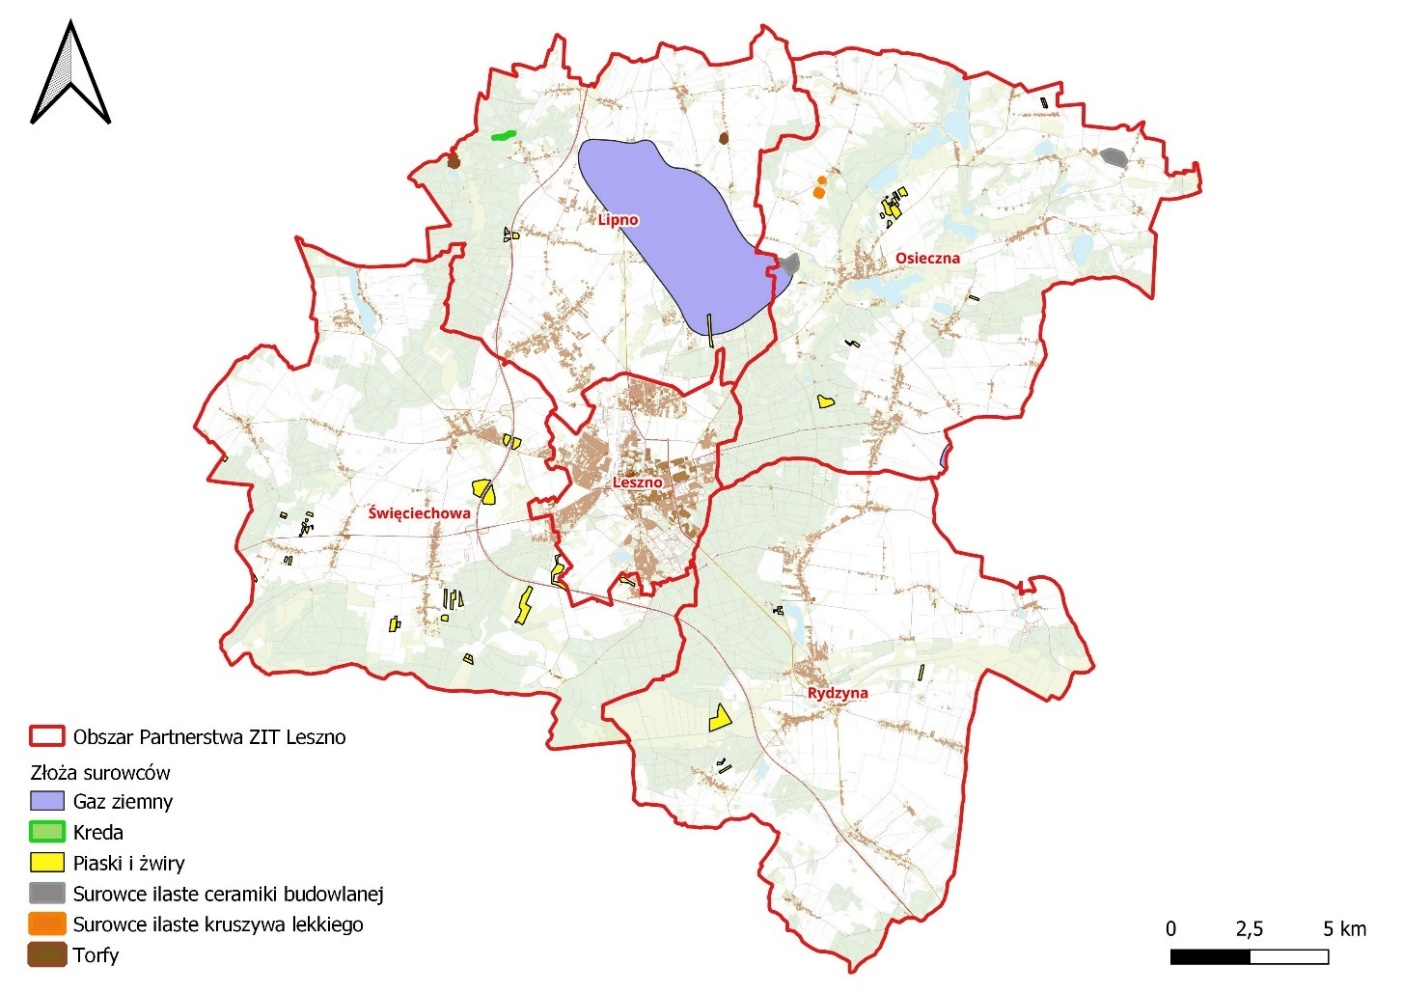 Lipno
Osieczna
Leszno
Święciechowa
Rydzyna
Obszar Partnerstwa ZIT Leszno
Złoża surowców
Gaz ziemny
Kreda
Piaski i żwiry
Surowce ilaste ceramiki budowlanej
Surowce ilaste kruszywa lekkiego
Torfy
0 2,5 5 km